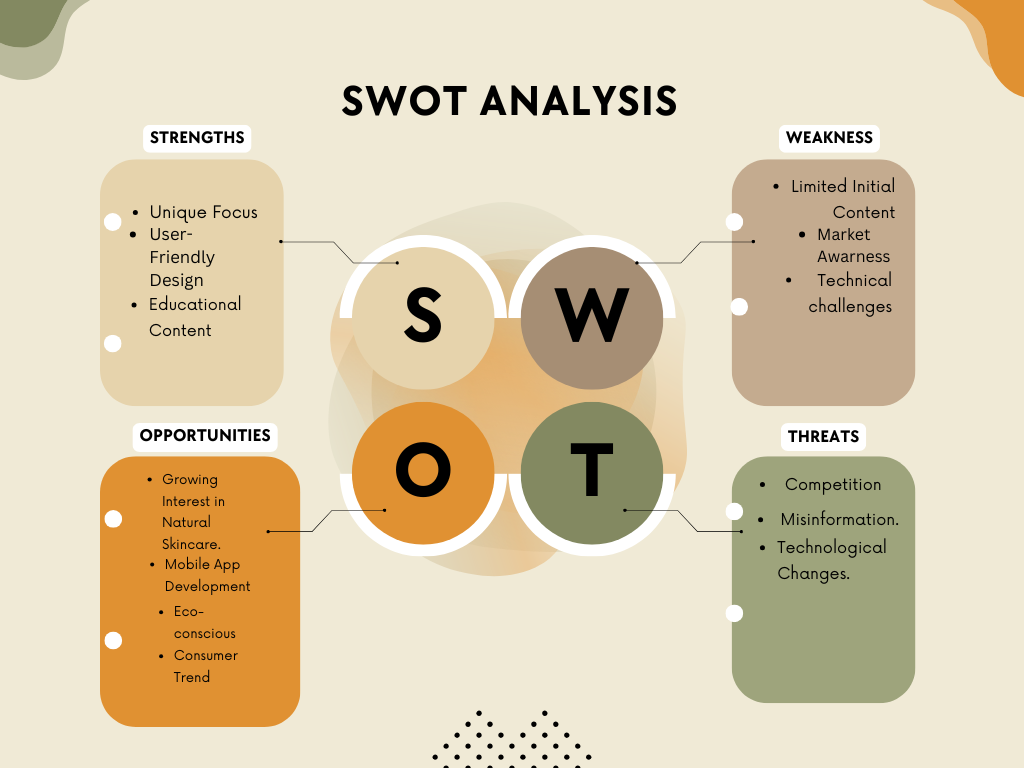 SWOT ANALYSIS
STRENGTHS
• Unique Focus
• User-
Friendly
Design
• Educational
Content
WEAKNESS
• Limited Initial
Content
• Market
Awarness
• Technical
challenges
S
W
O
T
OPPORTUNITIES
• Growing
Interest in
Natural
Skincare.
• Mobile App
Development
• Eco-
conscious
• Consumer
Trend
THREATS
• Competition
• Misinformation.
• Technological
Changes.